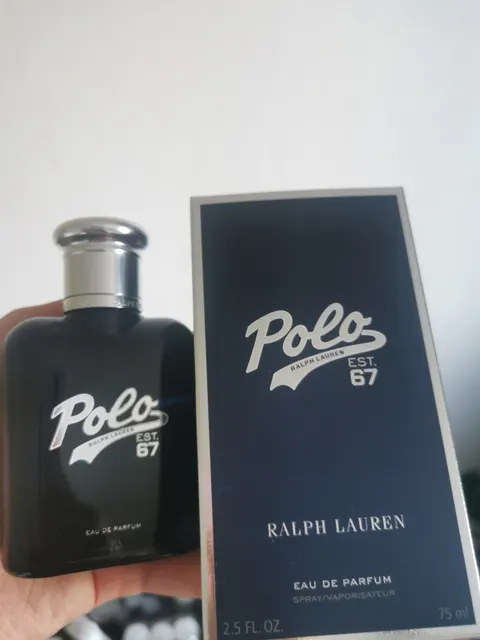 Polo
RALPH LAUREN
EST.
67
EAU DE PARFUM
Polo
RALPH LAUREN
EST.
67
RALPH LAUREN
EAU DE PARFUM
SPRAY/VAPORISATEUR
2.5 FL. OZ. 75 ml